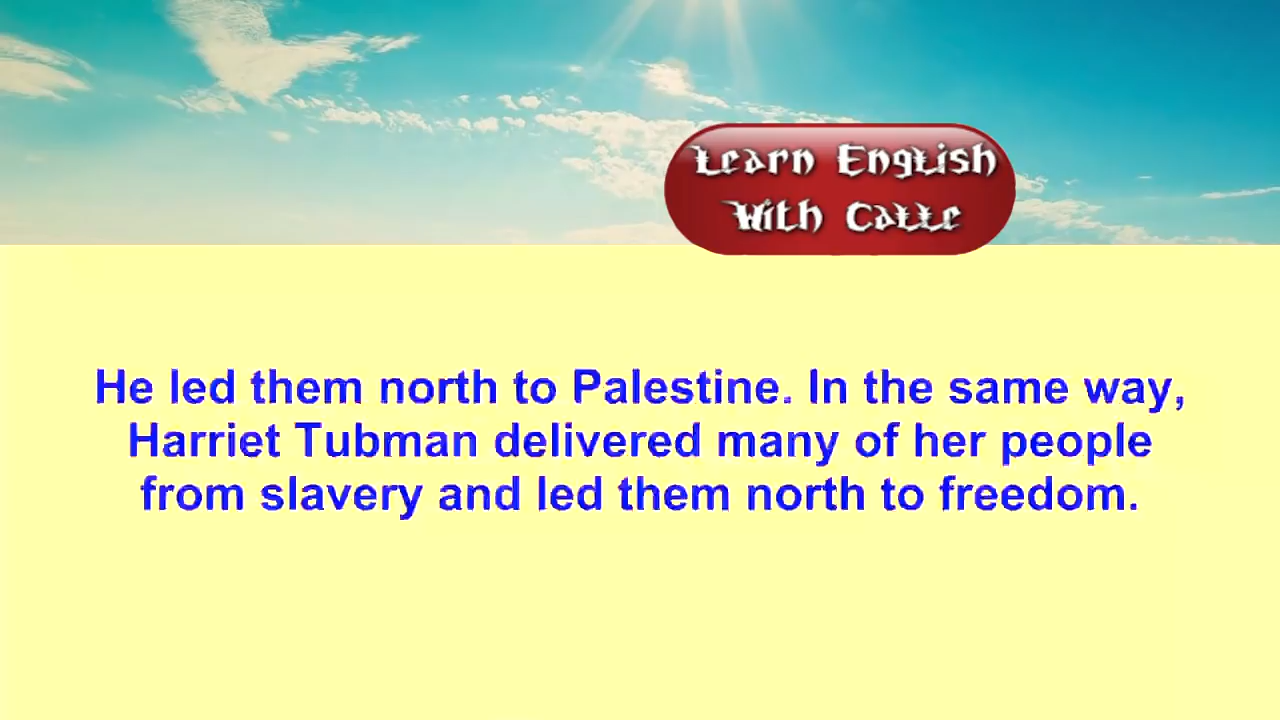 Learn English
With Calle
He led them north to Palestine. In the same way,
Harriet Tubman delivered many of her people
from slavery and led them north to freedom.